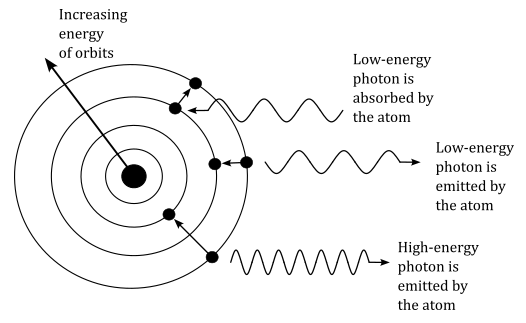 Increasing
energy
of orbits
Low-energy
photon is
absorbed by
the atom
Low-energy
photon is
emitted by
the atom
High-energy
photon is
emitted by
the atom